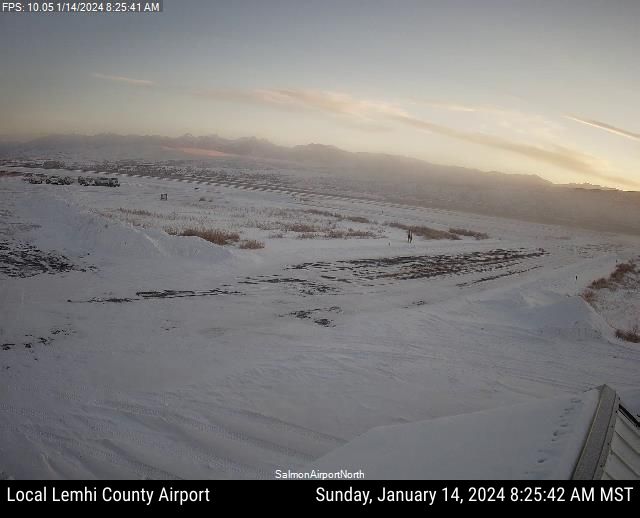 FPS: 10.05 1/14/2024 8:25:41 AM
SalmonAirportNorth
Local Lemhi County Airport Sunday, January 14, 2024 8:25:42 AM MST